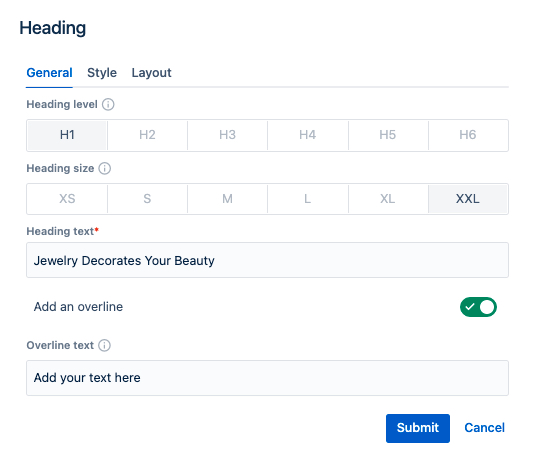 Heading
General Style Layout
Heading level
H1 H2 H3 H4 H5 H6
Heading size
XS S M L XL XXL
Heading text*
Jewelry Decorates Your Beauty
Add an overline
Overline text
Add your text here
Submit Cancel